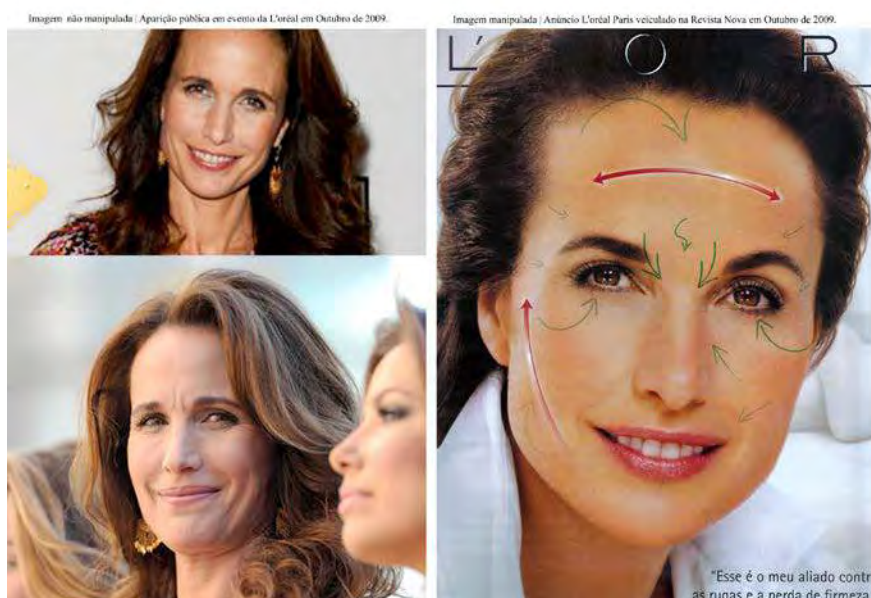 Imagem não manipulada | Aparição pública em evento da L'oréal em Outubro de 2009.
Imagem manipulada | Anúncio L'oréal Paris veiculado na Revista Nova em Outubro de 2009.
L'OR
"Esse é o meu aliado contr
as rugas e a perda de firmeza